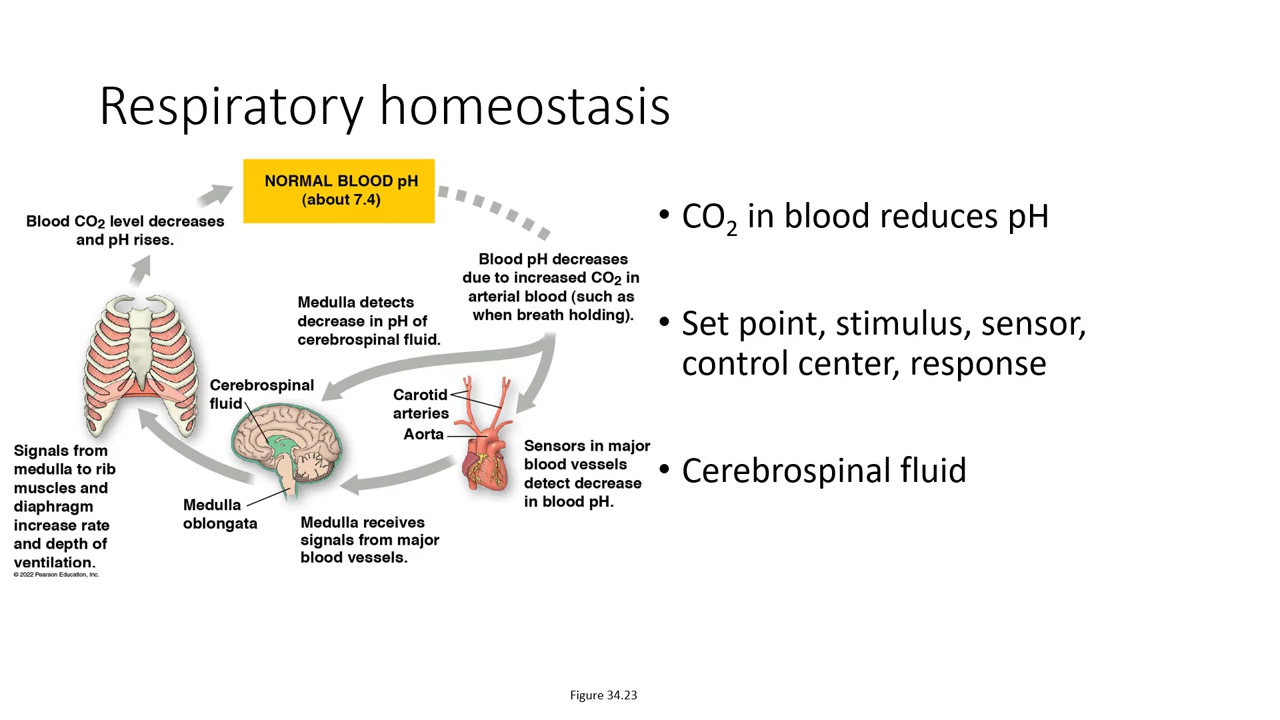 Respiratory homeostasis
NORMAL BLOOD pH
(about 7.4)
Blood CO₂ level decreases
and pH rises.
Blood pH decreases
due to increased CO₂ in
arterial blood (such as
when breath holding).
Medulla detects
decrease in pH of
cerebrospinal fluid.
Cerebrospinal
fluid
Carotid
arteries
Aorta
Sensors in major
blood vessels
detect decrease
in blood pH.
Signals from
medulla to rib
muscles and
diaphragm
increase rate
and depth of
ventilation.
Medulla
oblongata
Medulla receives
signals from major
blood vessels.
© 2022 Pearson Education, Inc.
• CO₂ in blood reduces pH
• Set point, stimulus, sensor,
control center, response
• Cerebrospinal fluid
Figure 34.23